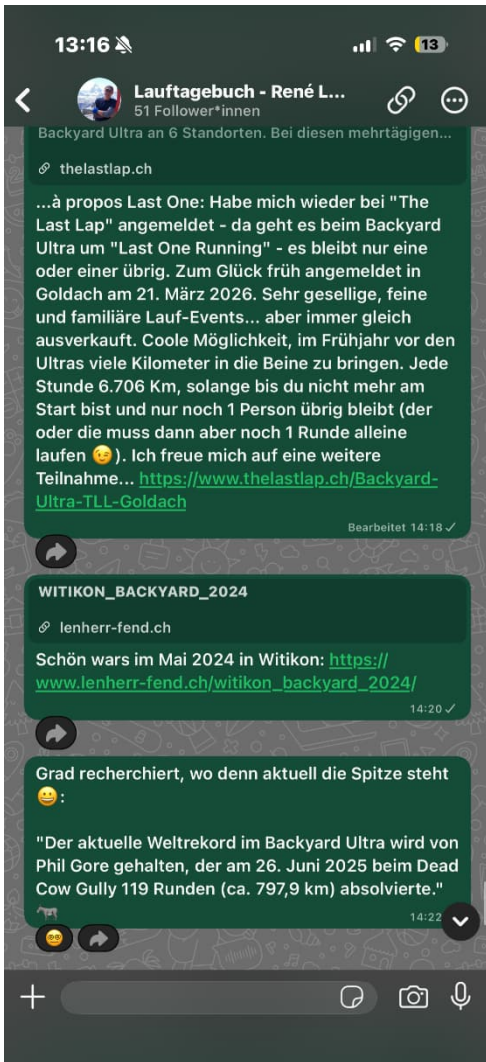 13:16
13
Lauftagebuch - René L...
51 Follower*innen
Backyard Ultra an 6 Standorten. Bei diesen mehrtägigen...
thelastlap.ch
...à propos Last One: Habe mich wieder bei "The
Last Lap" angemeldet - da geht es beim Backyard
Ultra um "Last One Running" - es bleibt nur eine
oder einer übrig. Zum Glück früh angemeldet in
Goldach am 21. März 2026. Sehr gesellige, feine
und familiäre Lauf-Events... aber immer gleich
ausverkauft. Coole Möglichkeit, im Frühjahr vor den
Ultras viele Kilometer in die Beine zu bringen. Jede
Stunde 6.706 Km, solange bis du nicht mehr am
Start bist und nur noch 1 Person übrig bleibt (der
oder die muss dann aber noch 1 Runde alleine
laufen 😉). Ich freue mich auf eine weitere
Teilnahme... https://www.thelastlap.ch/Backyard-
Ultra-TLL-Goldach
Bearbeitet 14:18
WITIKON_BACKYARD_2024
lenherr-fend.ch
Schön wars im Mai 2024 in Witikon: https://
www.lenherr-fend.ch/witikon_backyard_2024/
14:20
Grad recherchiert, wo denn aktuell die Spitze steht
😀:
"Der aktuelle Weltrekord im Backyard Ultra wird von
Phil Gore gehalten, der am 26. Juni 2025 beim Dead
Cow Gully 119 Runden (ca. 797,9 km) absolvierte."
14:22